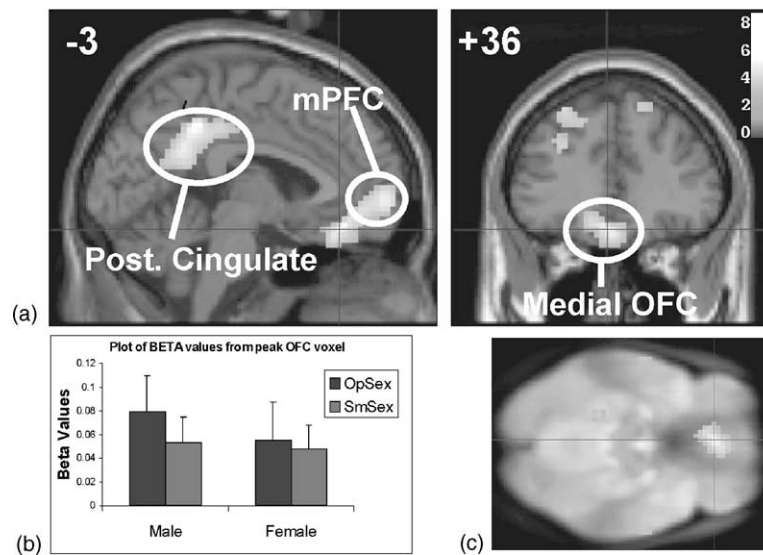 -3
mPFC
Post. Cingulate
+36
8
6
4
2
0
Medial OFC
(a)
Plot of BETA values from peak OFC voxel
Beta Values
0.12
0.1
0.08
0.06
0.04
0.02
0
OpSex
SmSex
Male
Female
(b)
(c)